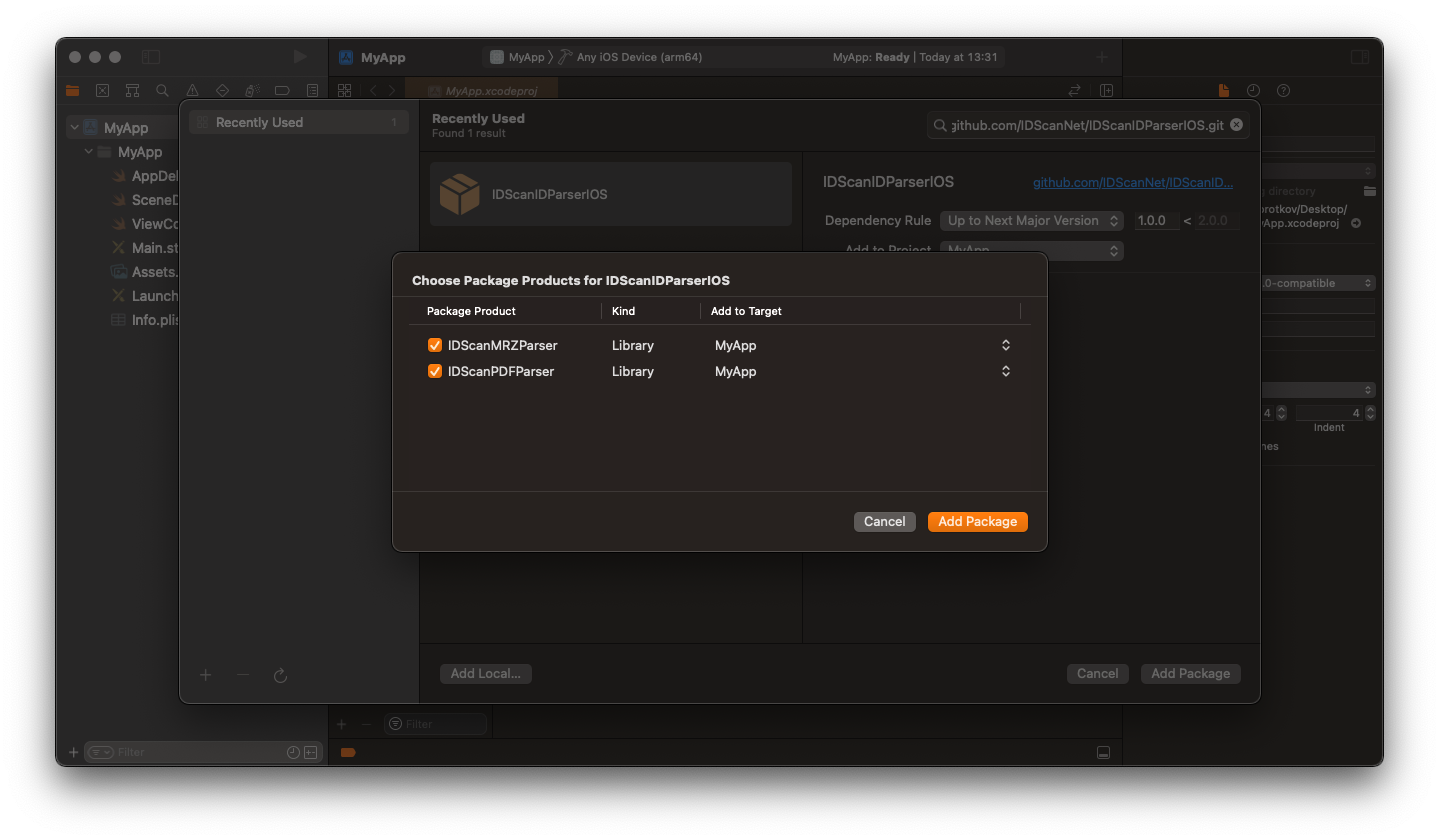 MyApp
MyApp
Any iOS Device (arm64)
MyApp: Ready | Today at 13:31
MyApp.xcodeproj
MyApp
MyApp
AppDel
SceneD
ViewCo
Main.st
Assets.
Launch
Info.plis
Filter
Recently Used
1
Recently Used
Found 1 result
github.com/IDScanNet/IDScanIDParserIOS.git
IDScanIDParserIOS
IDScanIDParserIOS
github.com/IDScanNet/IDScanID...
Dependency Rule
Up to Next Major Version
1.0.0
<
2.0.0
Add to Project
MyApp
Choose Package Products for IDScanIDParserIOS
Package Product
Kind
Add to Target
IDScanMRZParser
Library
MyApp
IDScanPDFParser
Library
MyApp
Cancel
Add Package
Add Local...
Cancel
Add Package
Filter
directory
orotkov/Desktop/
yApp.xcodeproj
.0-compatible
4
4
Indent
nes